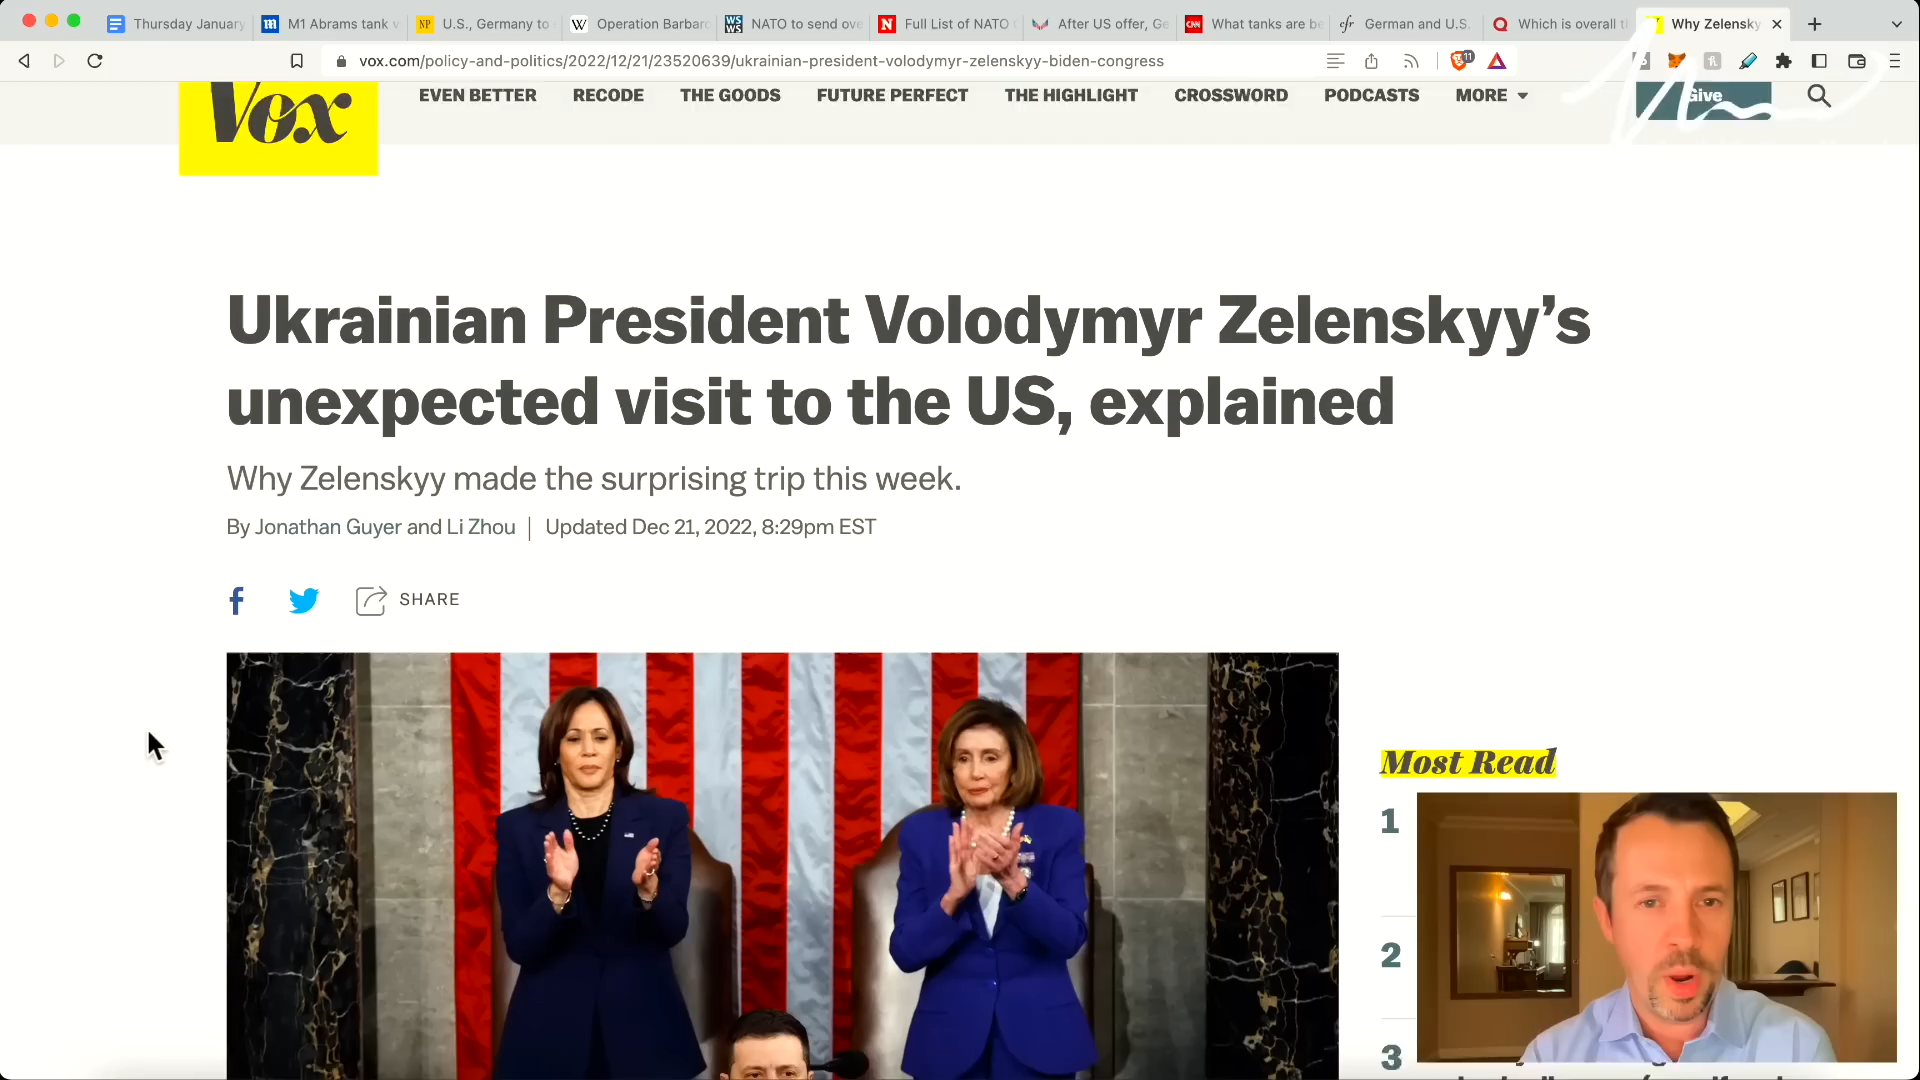 Thursday January
M1 Abrams tank v
U.S., Germany to
Operation Barbaro
NATO to send ove
Full List of NATO
After US offer, Ge
What tanks are be
German and U.S.
Which is overall t
Why Zelensky
vox.com/policy-and-politics/2022/12/21/23520639/ukrainian-president-volodymyr-zelenskyy-biden-congress
Vox
EVEN BETTER RECODE THE GOODS FUTURE PERFECT THE HIGHLIGHT CROSSWORD PODCASTS MORE
Give
Ukrainian President Volodymyr Zelenskyy’s
unexpected visit to the US, explained
Why Zelenskyy made the surprising trip this week.
By Jonathan Guyer and Li Zhou | Updated Dec 21, 2022, 8:29pm EST
SHARE
Most Read
1
2
3